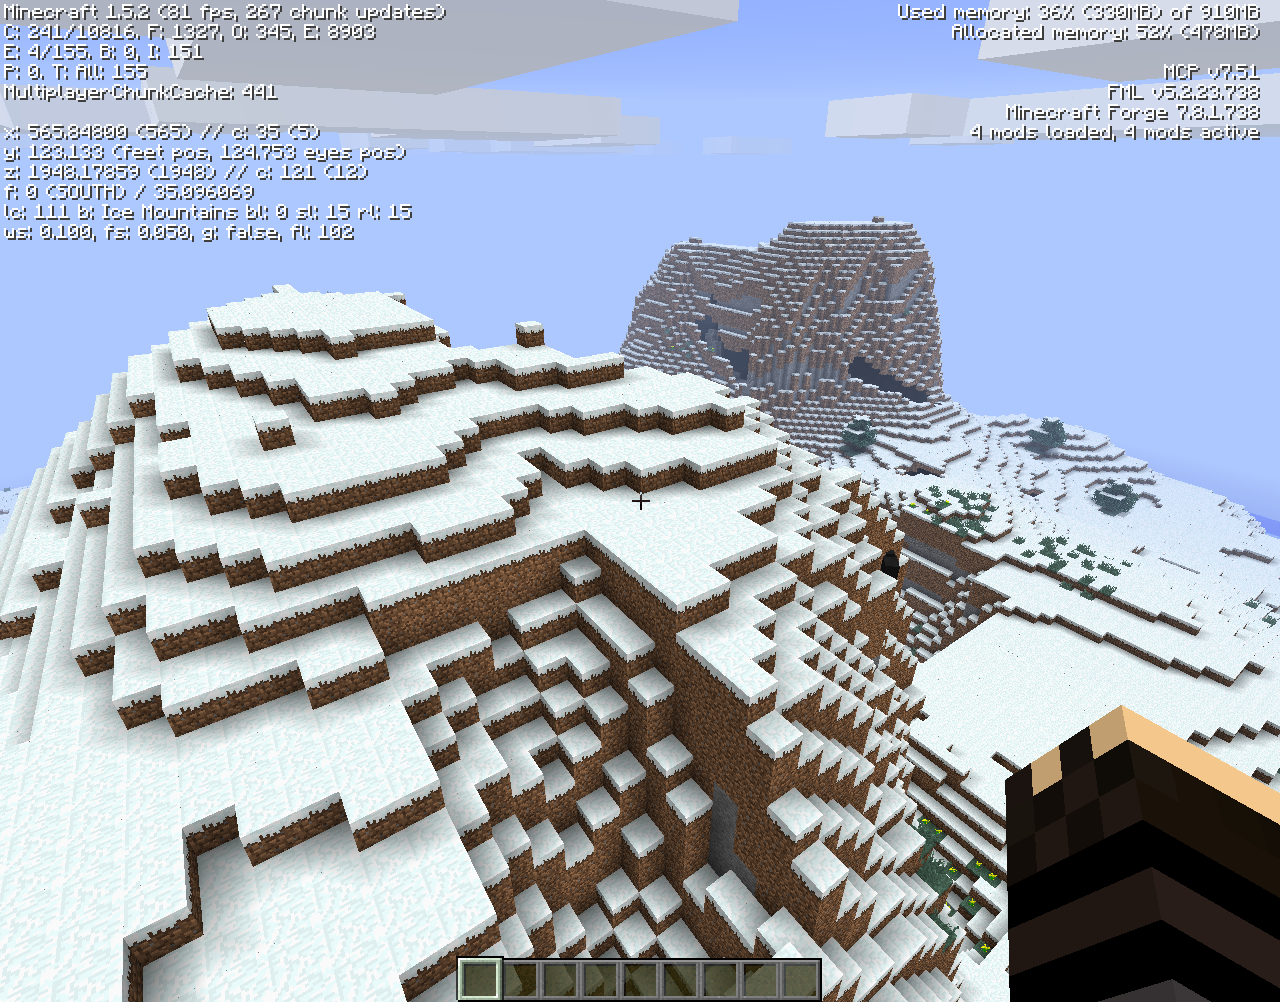 Minecraft 1.5.2 (81 fps, 267 chunk updates)
C: 241/10816. F: 1327, O: 345, E: 8903
E: 4/155. B: 0, I: 151
P: 0. T: All: 155
MultiplayerChunkCache: 441
x: 565.84800 (565) // c: 35 (5)
y: 123.133 (feet pos, 124.753 eyes pos)
z: 1948.17859 (1948) // c: 121 (12)
f: 0 (SOUTH) / 35.096069
lc: 111 b: Ice Mountains bl: 0 sl: 15 rl: 15
ws: 0.100, fs: 0.050, g: false, fl: 102
Used memory: 36% (330MB) of 910MB
Allocated memory: 52% (478MB)
MCP v7.51
FML v5.2.23.738
Minecraft Forge 7.8.1.738
4 mods loaded, 4 mods active